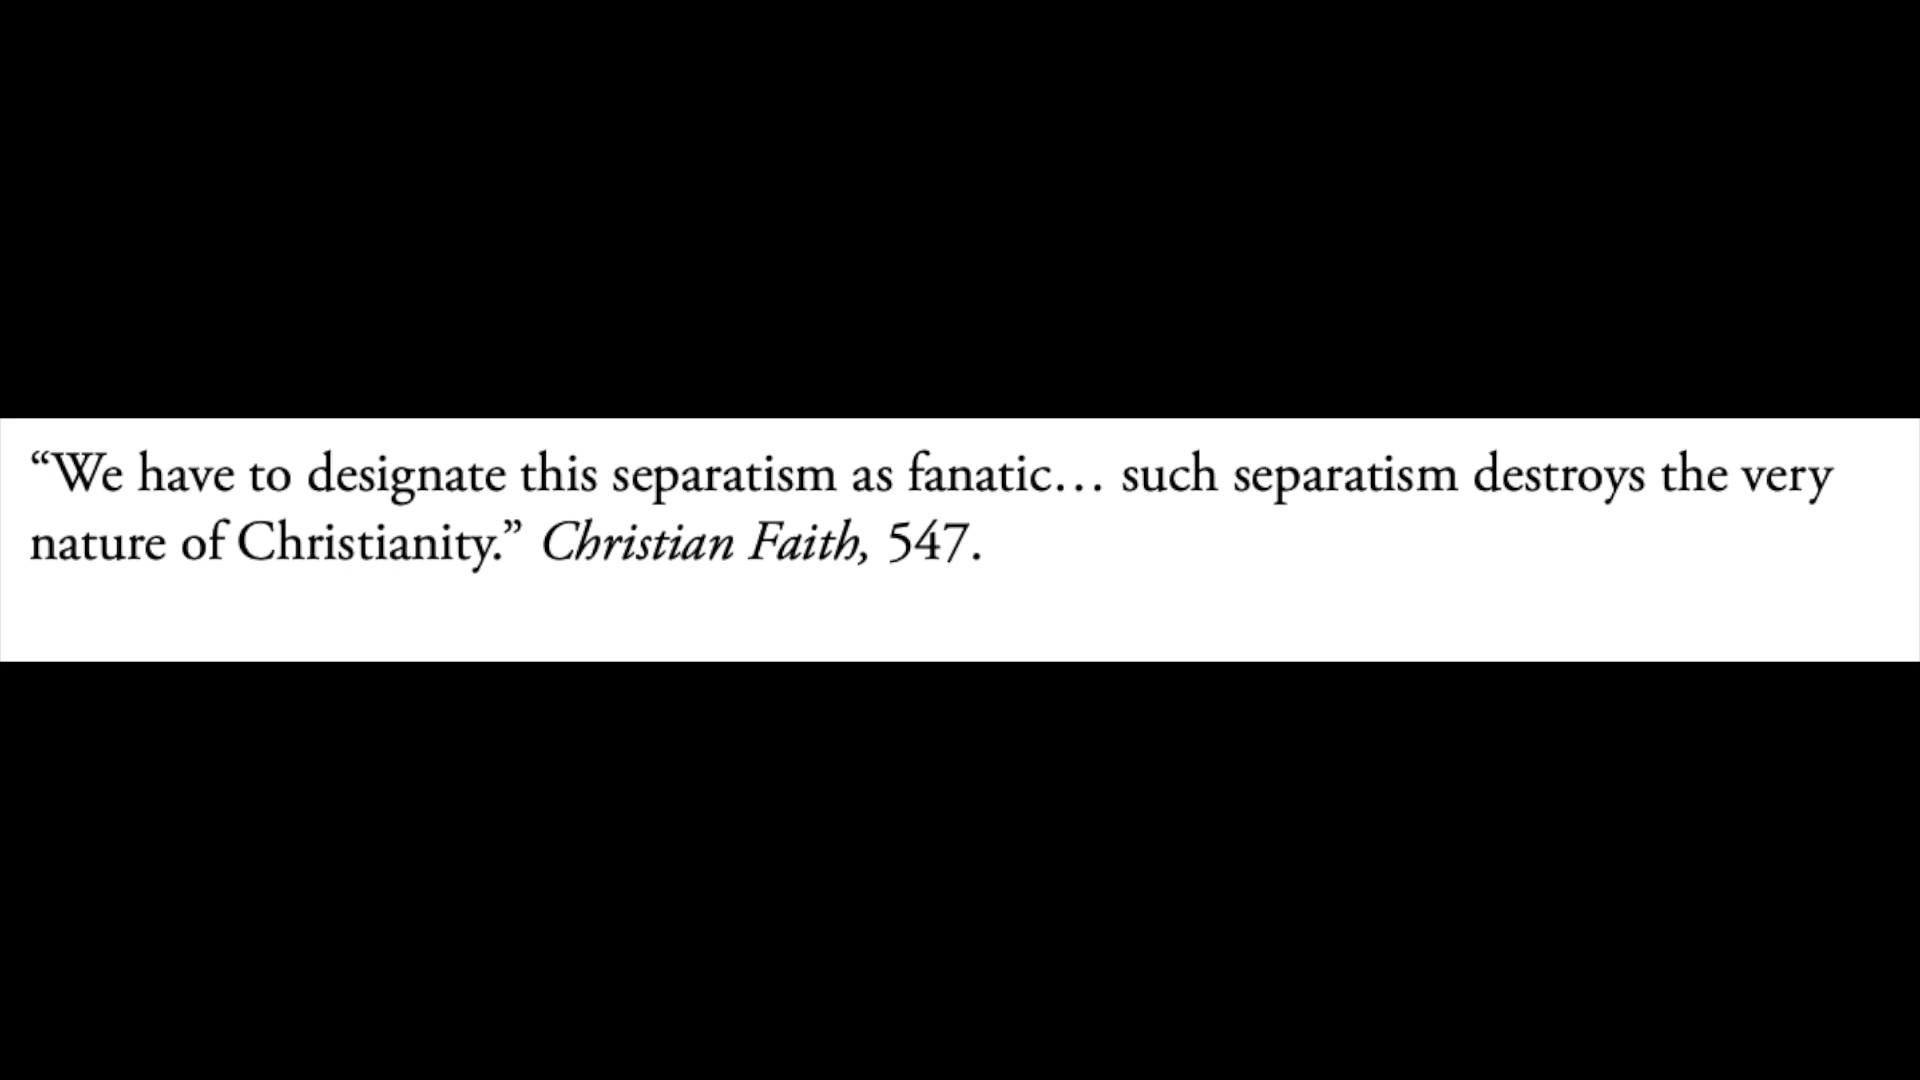 “We have to designate this separatism as fanatic… such separatism destroys the very
nature of Christianity.” Christian Faith, 547.